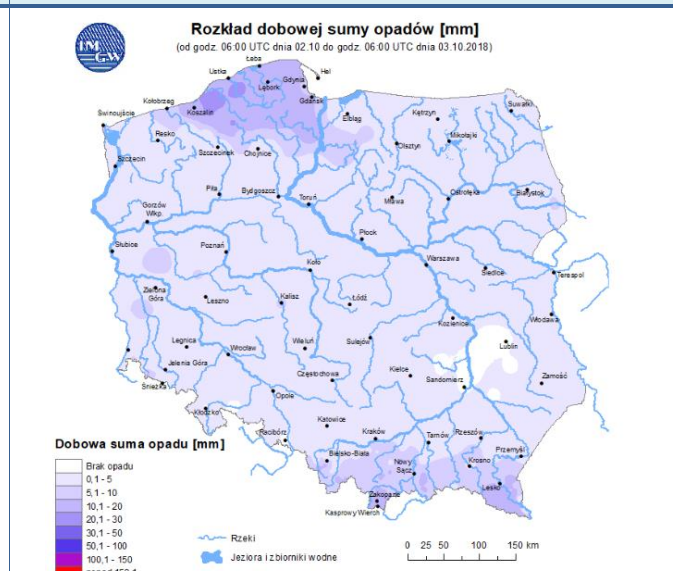 IMGW
Rozkład dobowej sumy opadów [mm]
(od godz. 06:00 UTC dnia 02.10 do godz. 06:00 UTC dnia 03.10.2018)
Łeba
Ustka
Hel
Gdynia
Lębork
Gdańsk
Kołobrzeg
Koszalin
Świnoujście
Elbląg
Kętrzyn
Suwałki
Resko
Mikołajki
Szczecinek
Chojnice
Olsztyn
Szczecin
Piła
Bydgoszcz
Toruń
Mława
Ostrołęka
Białystok
Gorzów
Wlkp.
Płock
Słubice
Poznań
Koło
Warszawa
Siedlce
Terespol
Zielona
Góra
Leszno
Kalisz
Łódź
Kozienice
Włodawa
Legnica
Wrocław
Wieluń
Sulejów
Lublin
Jelenia Góra
Częstochowa
Kielce
Sandomierz
Zamość
Śnieżka
Opole
Kłodzko
Katowice
Racibórz
Kraków
Tarnów
Rzeszów
Bielsko-Biała
Nowy
Sącz
Krosno
Przemyśl
Lesko
Zakopane
Kasprowy Wierch
Dobowa suma opadu [mm]
Brak opadu
0,1 - 5
5,1 - 10
10,1 - 20
20,1 - 30
30,1 - 50
50,1 - 100
100,1 - 150
Rzeki
Jeziora i zbiorniki wodne
0 25 50 100 150 km